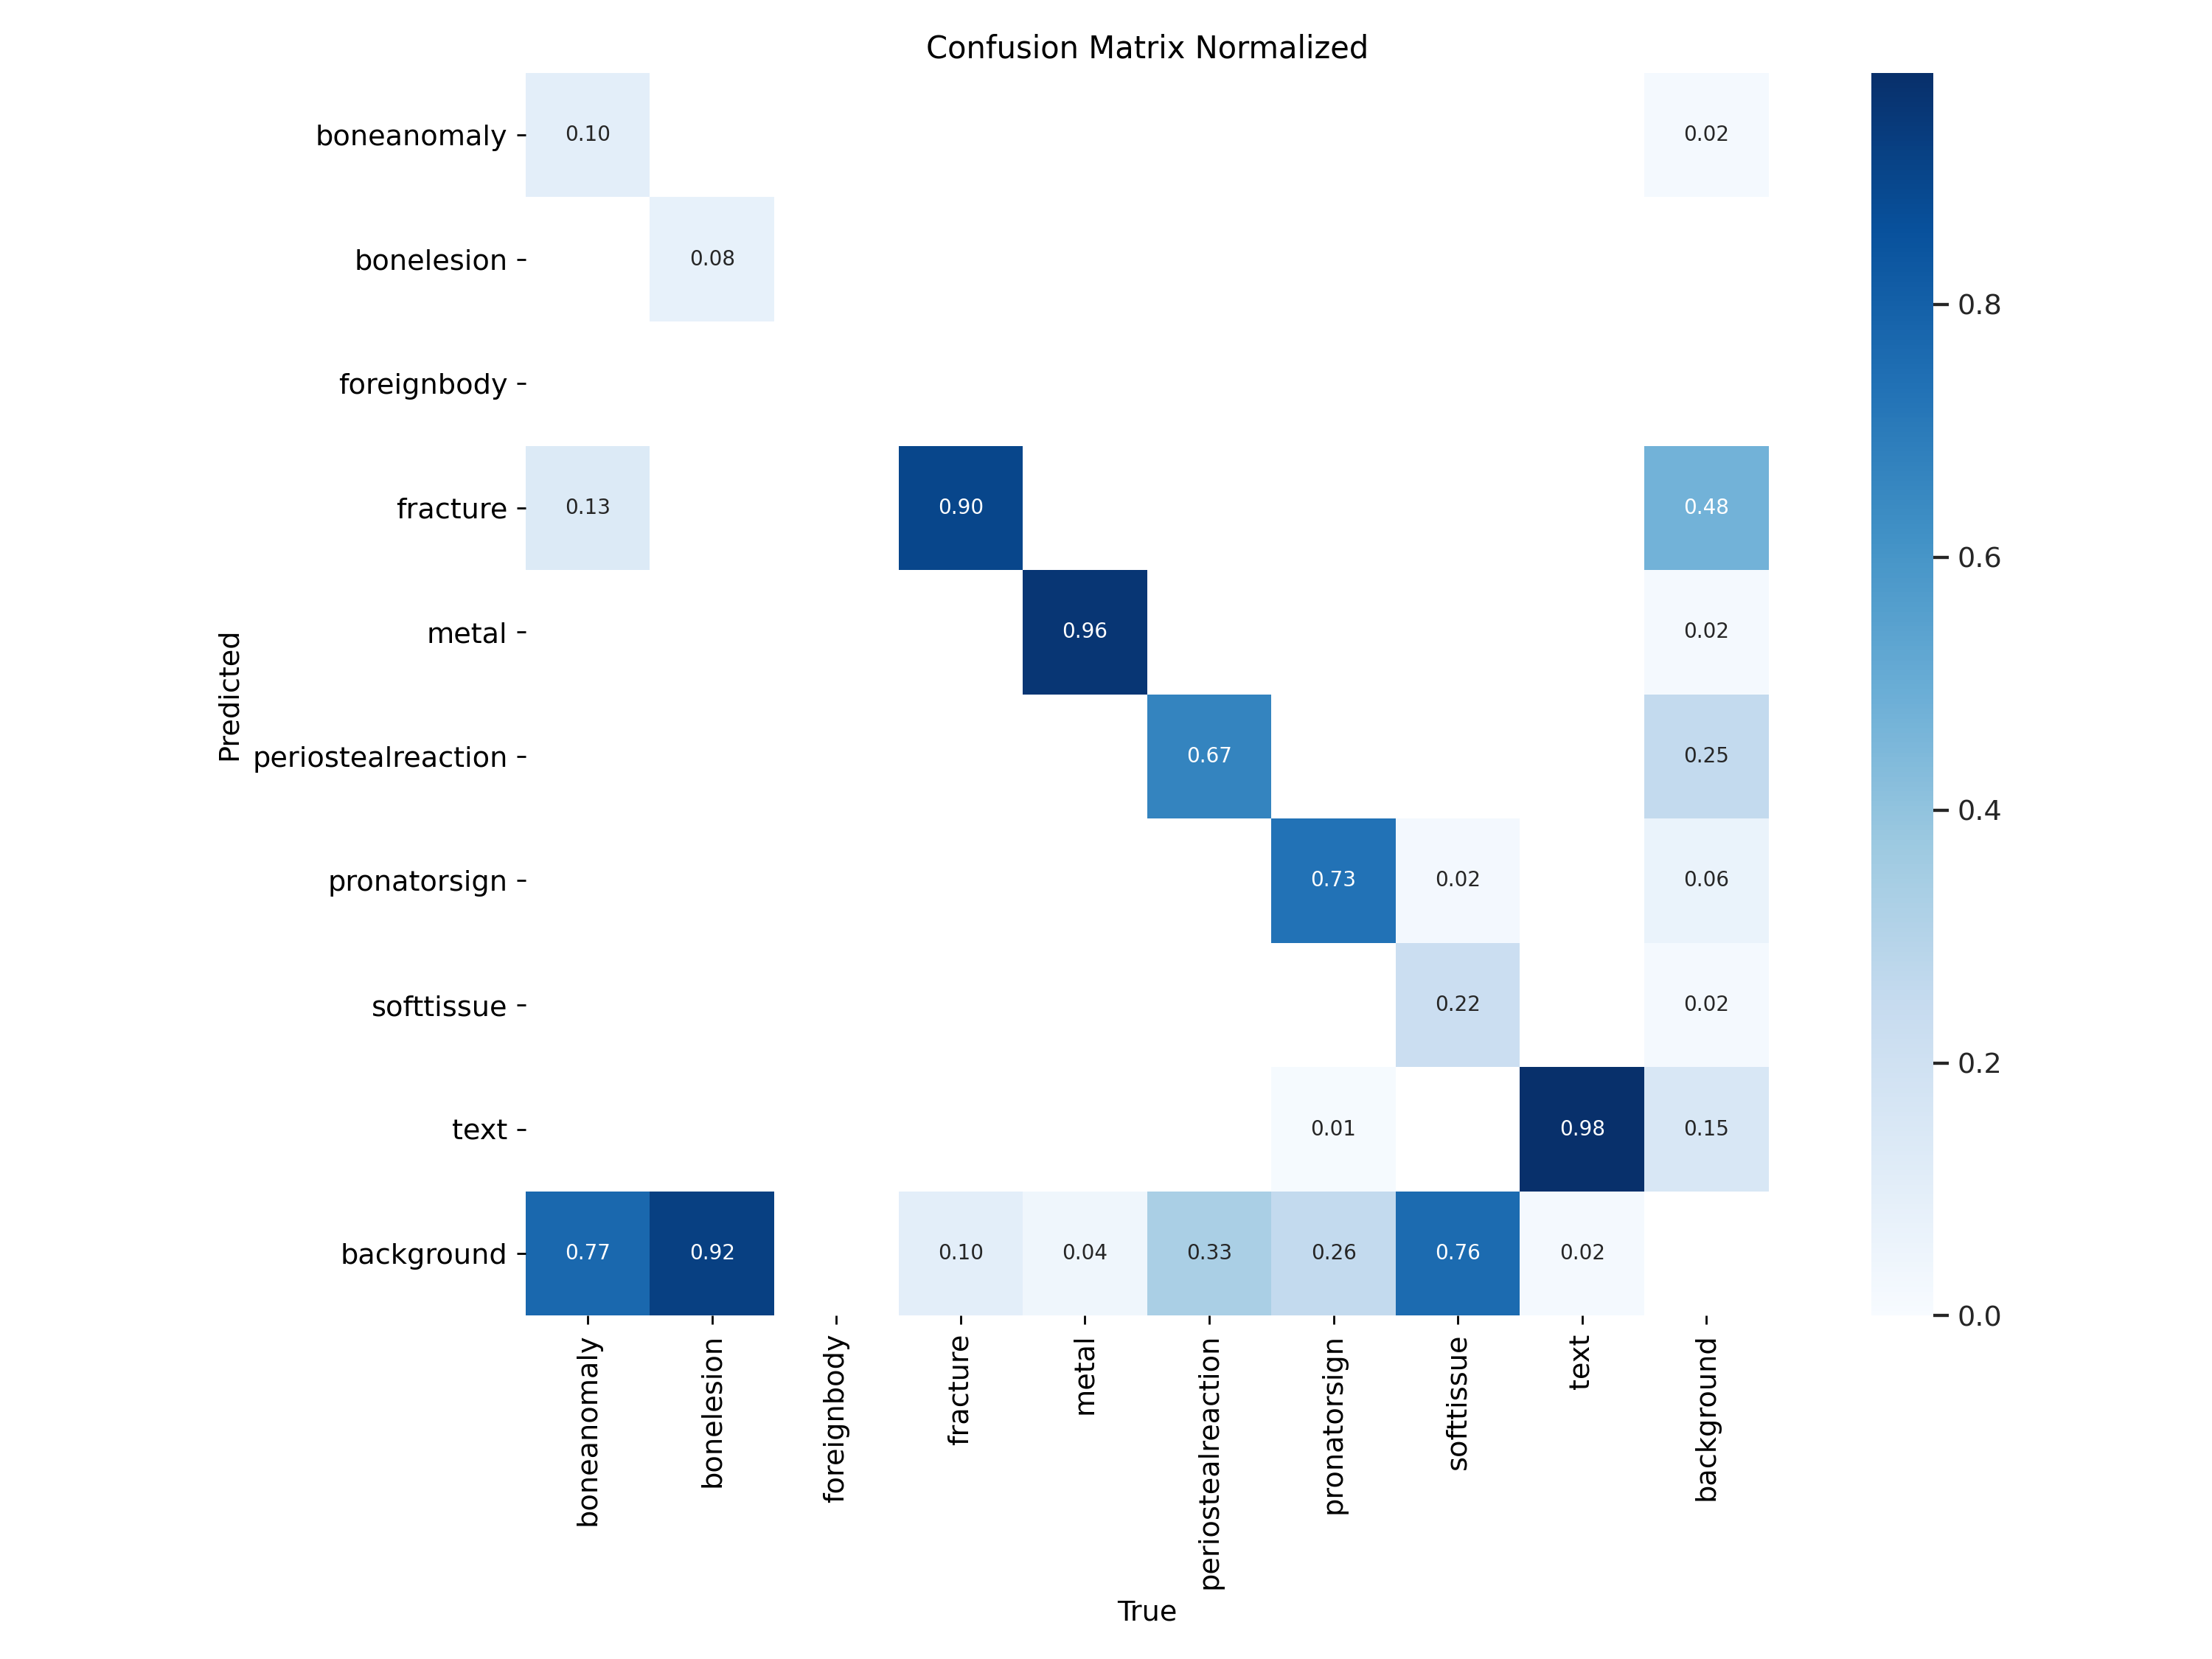 Confusion Matrix Normalized
boneanomaly 0.10 0.02
bonelesion 0.08
foreignbody
fracture 0.13 0.90 0.48
metal 0.96 0.02
periostealreaction 0.67 0.25
pronatorsign 0.73 0.02 0.06
softtissue 0.22 0.02
text 0.01 0.98 0.15
background 0.77 0.92 0.10 0.04 0.33 0.26 0.76 0.02
Predicted
boneanomaly
bonelesion
foreignbody
fracture
metal
periostealreaction
pronatorsign
softtissue
text
background
True
0.8
0.6
0.4
0.2
0.0